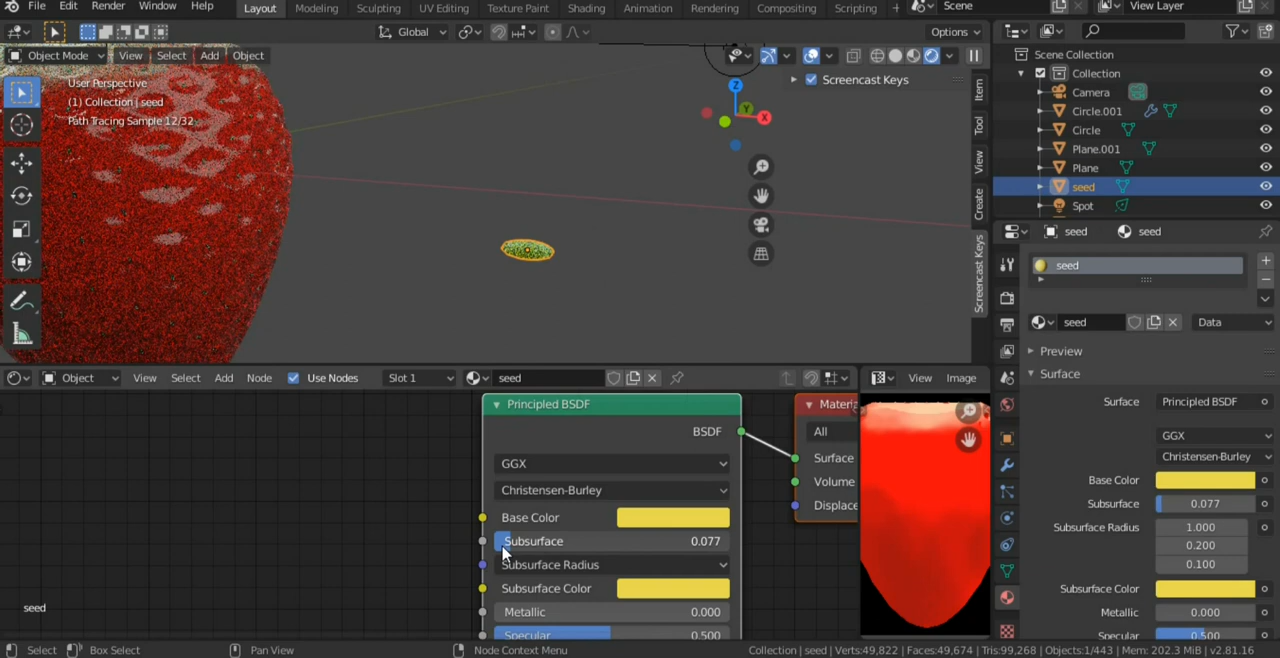 File Edit Render Window Help Layout Modeling Sculpting UV Editing Texture Paint Shading Animation Rendering Compositing Scripting + Scene View Layer
Global Options
Object Mode View Select Add Object
User Perspective
(1) Collection | seed
Path Tracing Sample 12/32
Screencast Keys
Z
Y
X
Item
Tool
View
Create
Screencast Keys
Scene Collection
Collection
Camera
Circle.001
Circle
Plane.001
Plane
seed
Spot
seed seed
seed
seed Data
Preview
Surface
Surface Principled BSDF
GGX
Christensen-Burley
Base Color
Subsurface 0.077
Subsurface Radius 1.000
0.200
0.100
Subsurface Color
Metallic 0.000
Specular 0.500
Object View Select Add Node Use Nodes Slot 1 seed
View Image
Principled BSDF
BSDF
GGX
Christensen-Burley
Base Color
Subsurface 0.077
Subsurface Radius
Subsurface Color
Metallic 0.000
Specular 0.500
Materia
All
Surface
Volume
Displace
seed
Select Box Select Pan View Node Context Menu Collection | seed | Verts:49,822 | Faces:49,674 | Tris:99,268 | Objects:1/443 | Mem: 202.3 MiB | v2.81.16